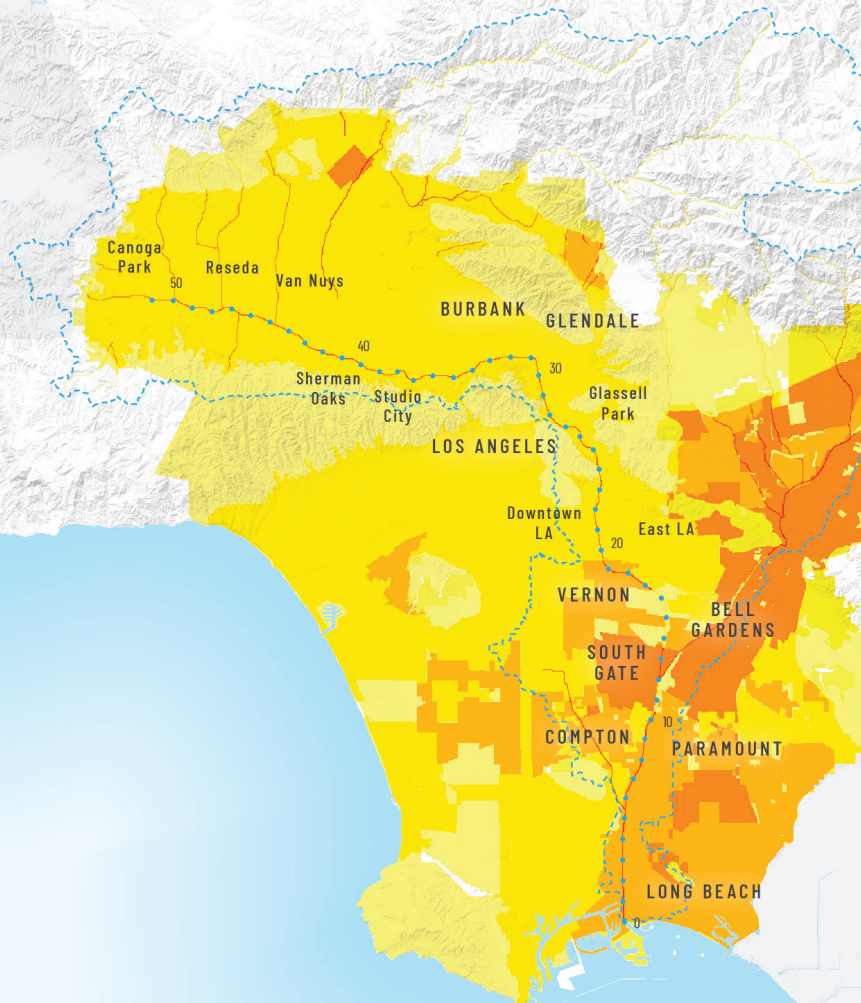 Canoga
Park
50
Reseda
Van Nuys
BURBANK
GLENDALE
40
30
Sherman
Oaks
Studio
City
Glassell
Park
LOS ANGELES
Downtown
LA
East LA
20
VERNON
BELL
GARDENS
SOUTH
GATE
10
COMPTON
PARAMOUNT
LONG BEACH
0